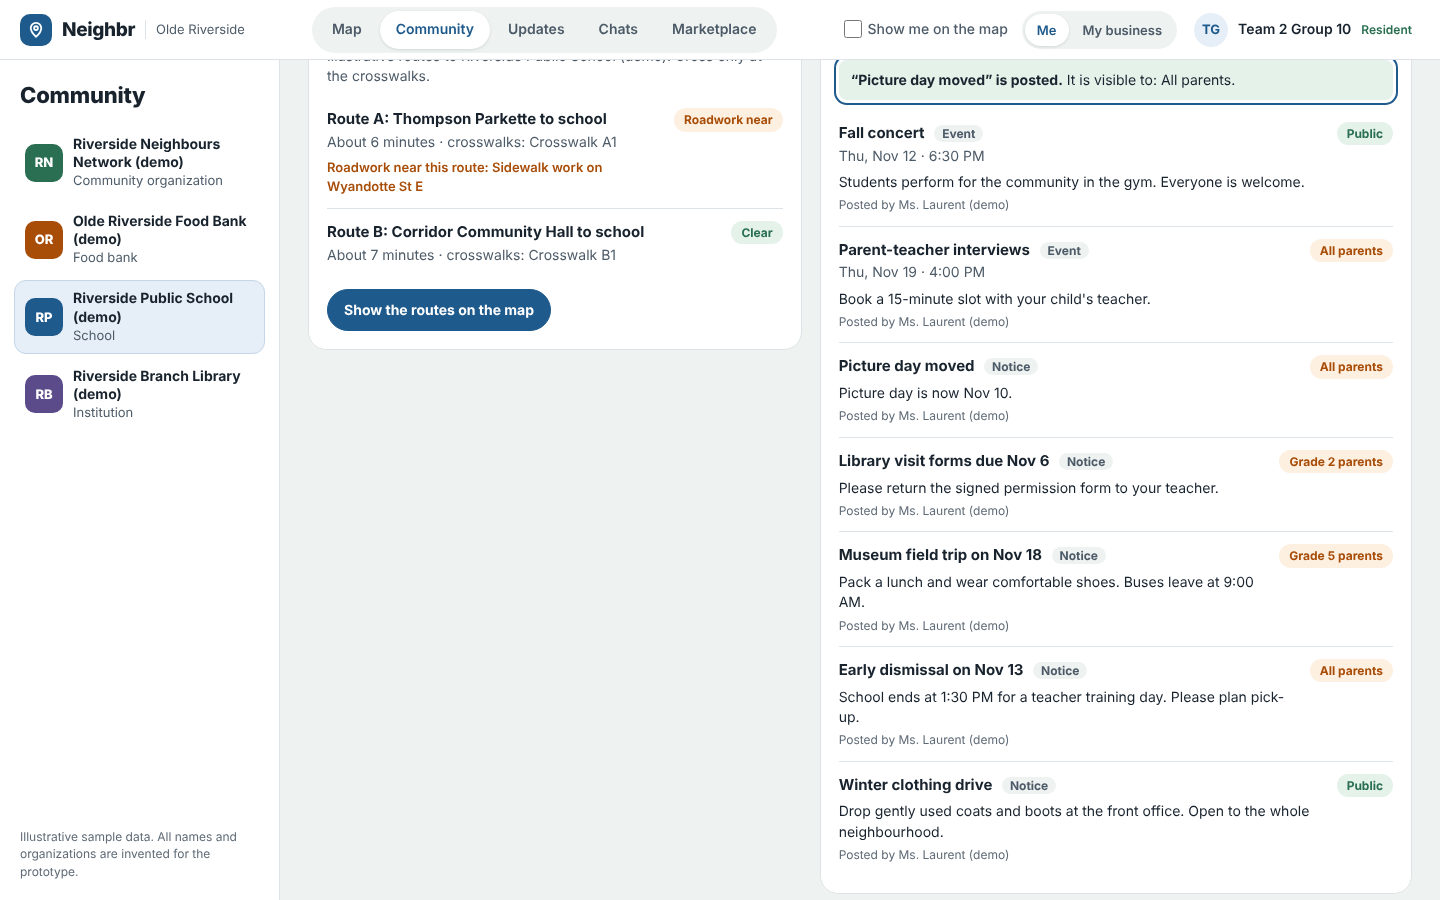 Neighbr
Olde Riverside
Map
Community
Updates
Chats
Marketplace
Show me on the map
Me
My business
TG
Team 2 Group 10
Resident
Community
RN
Riverside Neighbours
Network (demo)
Community organization
OR
Olde Riverside Food Bank
(demo)
Food bank
RP
Riverside Public School
(demo)
School
RB
Riverside Branch Library
(demo)
Institution
Illustrative sample data. All names and
organizations are invented for the
prototype.
the crosswalks.
Route A: Thompson Parkette to school
Roadwork near
About 6 minutes · crosswalks: Crosswalk A1
Roadwork near this route: Sidewalk work on
Wyandotte St E
Route B: Corridor Community Hall to school
Clear
About 7 minutes · crosswalks: Crosswalk B1
Show the routes on the map
“Picture day moved” is posted. It is visible to: All parents.
Fall concert
Event
Public
Thu, Nov 12 · 6:30 PM
Students perform for the community in the gym. Everyone is welcome.
Posted by Ms. Laurent (demo)
Parent-teacher interviews
Event
All parents
Thu, Nov 19 · 4:00 PM
Book a 15-minute slot with your child's teacher.
Posted by Ms. Laurent (demo)
Picture day moved
Notice
All parents
Picture day is now Nov 10.
Posted by Ms. Laurent (demo)
Library visit forms due Nov 6
Notice
Grade 2 parents
Please return the signed permission form to your teacher.
Posted by Ms. Laurent (demo)
Museum field trip on Nov 18
Notice
Grade 5 parents
Pack a lunch and wear comfortable shoes. Buses leave at 9:00
AM.
Posted by Ms. Laurent (demo)
Early dismissal on Nov 13
Notice
All parents
School ends at 1:30 PM for a teacher training day. Please plan pick-
up.
Posted by Ms. Laurent (demo)
Winter clothing drive
Notice
Public
Drop gently used coats and boots at the front office. Open to the whole
neighbourhood.
Posted by Ms. Laurent (demo)